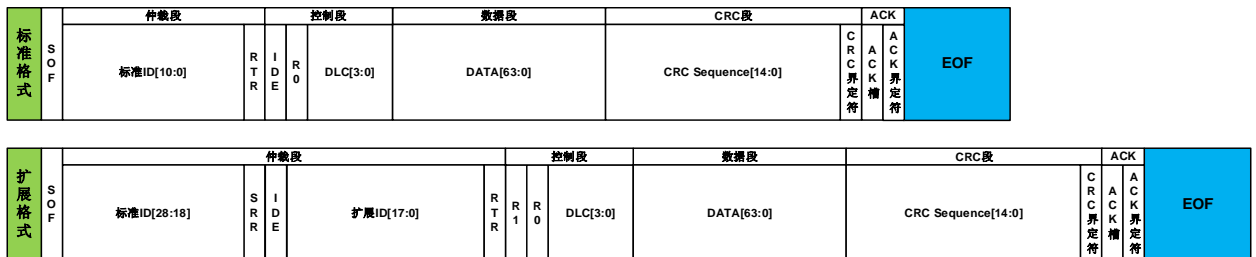 标准格式
SOF
仲裁段
控制段
数据段
CRC段
ACK
标准ID[10:0]
RTR
IDE
R0
DLC[3:0]
DATA[63:0]
CRC Sequence[14:0]
CRC界定符
ACK槽
ACK界定符
EOF
扩展格式
SOF
仲裁段
控制段
数据段
CRC段
ACK
标准ID[28:18]
SRR
IDE
扩展ID[17:0]
RTR
R1
R0
DLC[3:0]
DATA[63:0]
CRC Sequence[14:0]
CRC界定符
ACK槽
ACK界定符
EOF